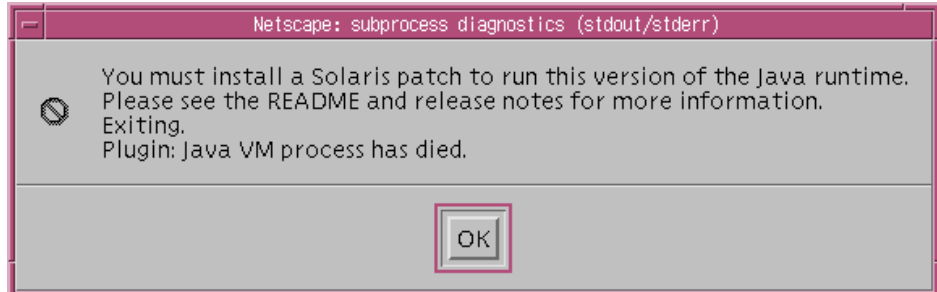 Netscape: subprocess diagnostics (stdout/stderr)
You must install a Solaris patch to run this version of the Java runtime.
Please see the README and release notes for more information.
Exiting.
Plugin: Java VM process has died.
OK